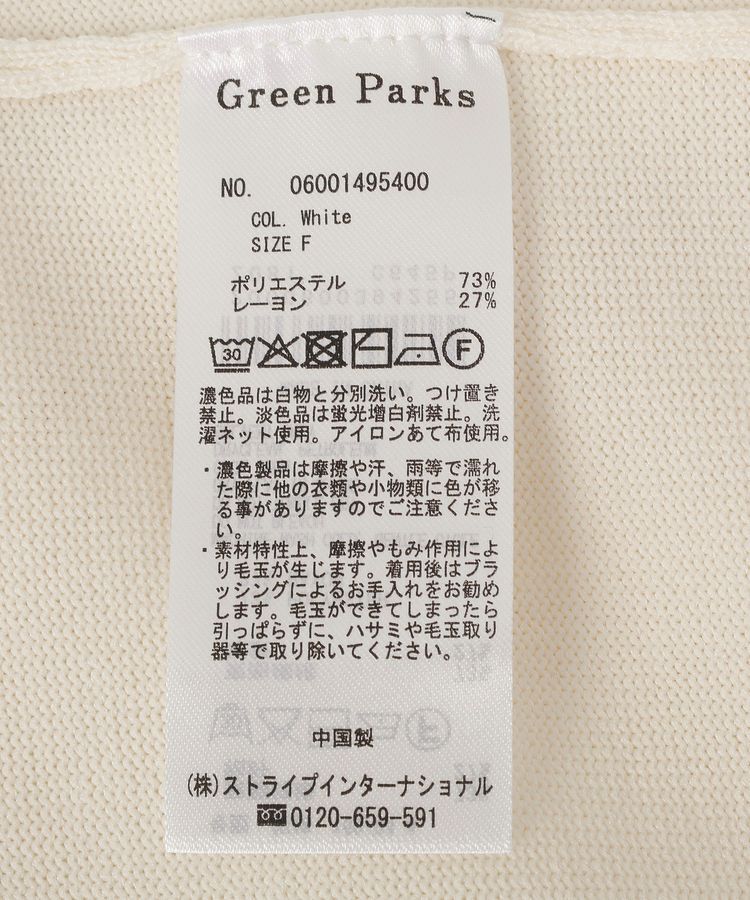 Green Parks
NO. 06001495400
COL. White
SIZE F
ポリエステル 73%
レーヨン 27%
30 F
濃色品は白物と分別洗い。つけ置き
禁止。淡色品は蛍光増白剤禁止。洗
濯ネット使用。アイロンあて布使用。
・濃色製品は摩擦や汗、雨等で濡れ
た際に他の衣類や小物類に色が移
る事がありますのでご注意くださ
い。
・素材特性上、摩擦やもみ作用によ
り毛玉が生じます。着用後はブラ
ッシングによるお手入れをお勧め
します。毛玉ができてしまったら
引っぱらずに、ハサミや毛玉取り
器等で取り除いてください。
中国製
(株)ストライプインターナショナル
0120-659-591